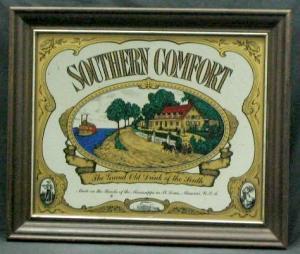 SOUTHERN COMFORT
The Grand Old Drink of the South
Made on the Banks of the Mississippi in St. Louis, Missouri, U.S.A.